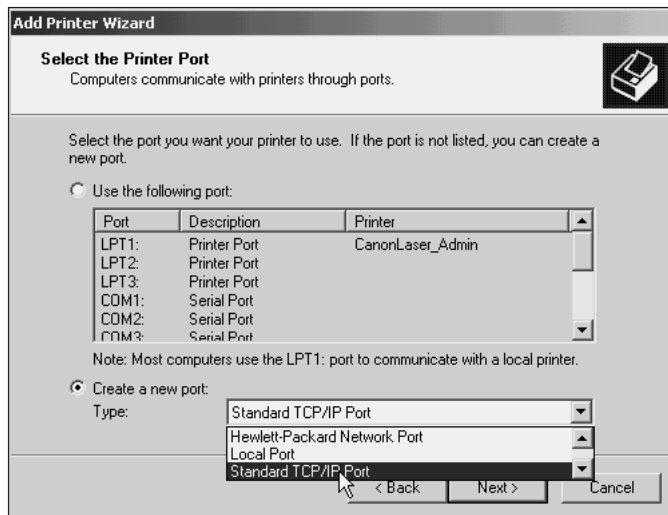 Add Printer Wizard
Select the Printer Port
Computers communicate with printers through ports.
Select the port you want your printer to use. If the port is not listed, you can create a
new port.
Use the following port:
Port Description Printer
LPT1: Printer Port CanonLaser_Admin
LPT2: Printer Port
LPT3: Printer Port
COM1: Serial Port
COM2: Serial Port
COM3: Serial Port
Note: Most computers use the LPT1: port to communicate with a local printer.
Create a new port:
Type: Standard TCP/IP Port
Hewlett-Packard Network Port
Local Port
Standard TCP/IP Port
< Back Next > Cancel